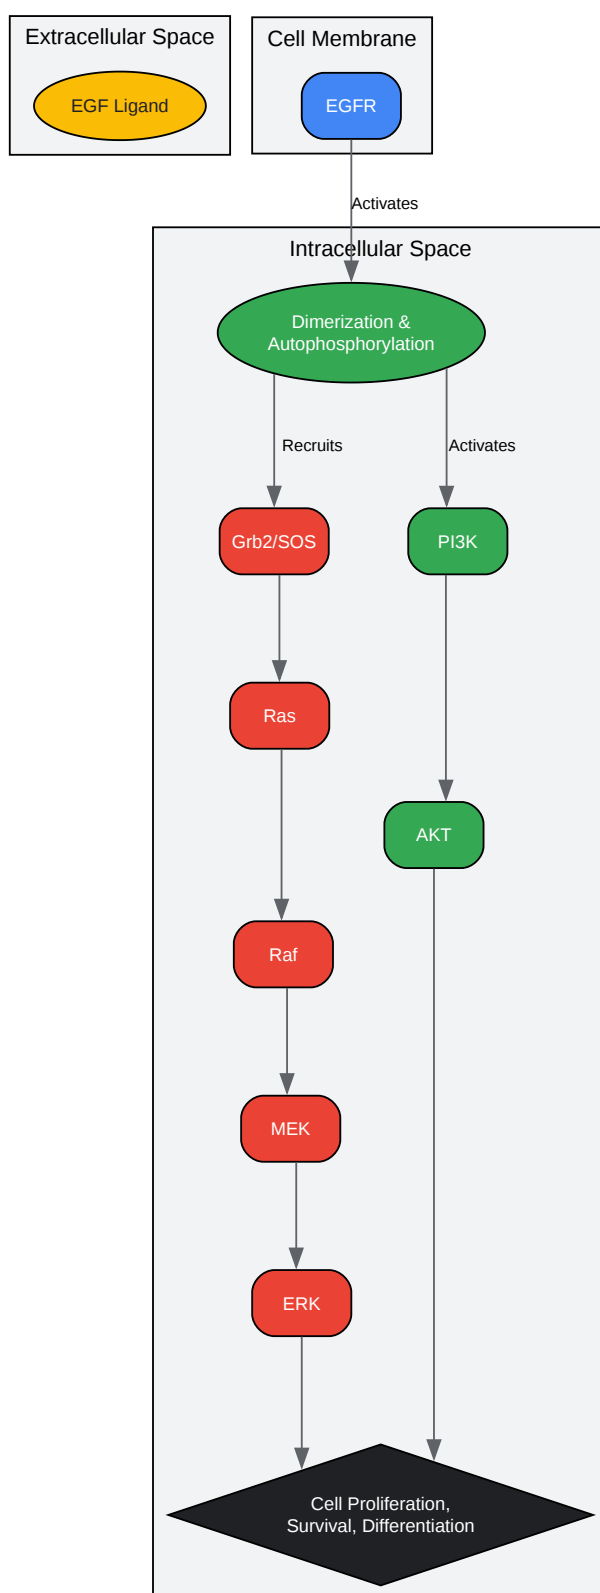 Extracellular Space
EGF Ligand
Cell Membrane
EGFR
Activates
Intracellular Space
Dimerization &
Autophosphorylation
Recruits
Activates
Grb2/SOS
PI3K
Ras
AKT
Raf
MEK
ERK
Cell Proliferation,
Survival, Differentiation